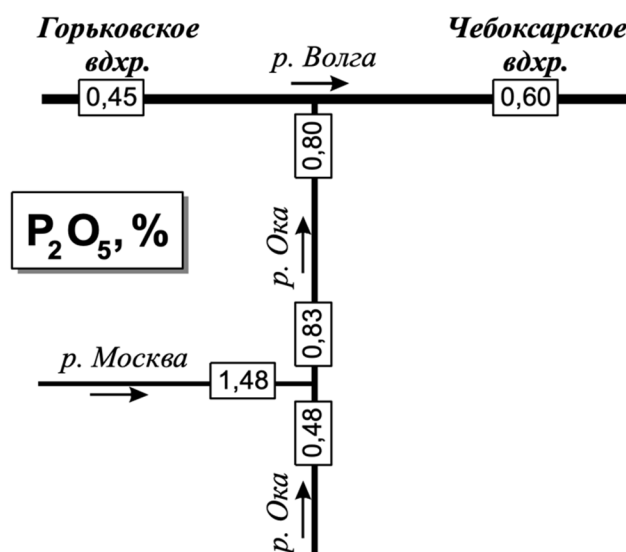 Горьковское
вдхр.
р. Волга
Чебоксарское
вдхр.
0,45
0,60
0,80
P2O5, %
р. Ока
0,83
р. Москва
1,48
0,48
р. Ока